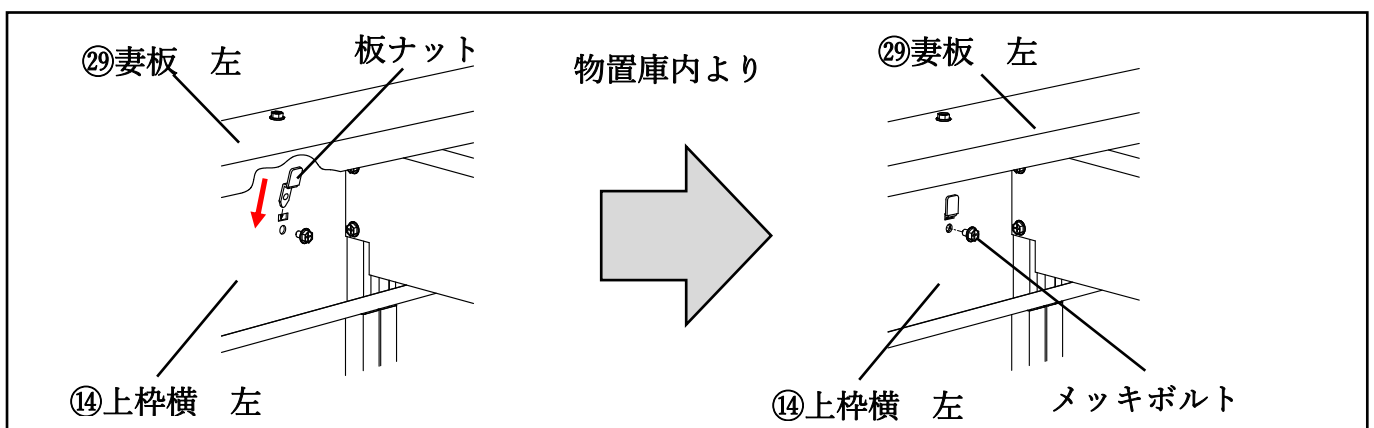 ㉙妻板　左
板ナット
物置庫内より
㉙妻板　左
⑭上枠横　左
⑭上枠横　左
メッキボルト